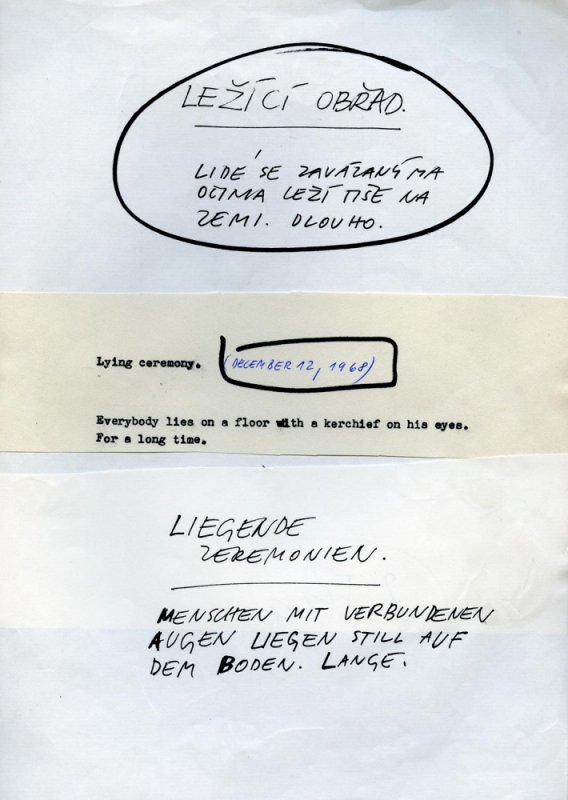 LEŽÍCÍ OBŘAD.
LIDÉ SE ZAVÁZANÝMA
OČIMA LEŽÍ TIŠE NA
ZEMI. DLOUHO.
Lying ceremony. (DECEMBER 12, 1968)
Everybody lies on a floor with a kerchief on his eyes.
For a long time.
LIEGENDE
ZEREMONIEN.
MENSCHEN MIT VERBUNDENEN
AUGEN LIEGEN STILL AUF
DEM BODEN. LANGE.